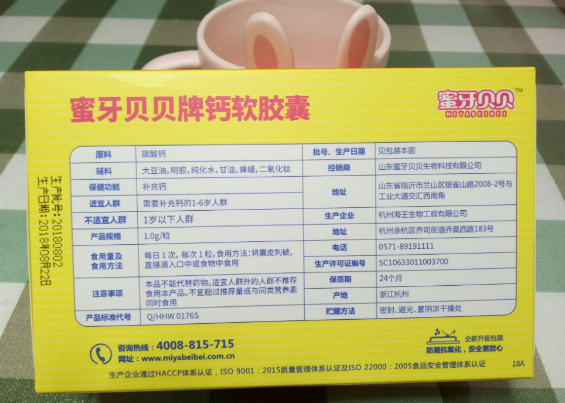 蜜牙贝贝牌钙软胶囊
蜜牙贝贝™
MIYABEIBEI
原料 碳酸钙
辅料 大豆油,明胶,纯化水,甘油,蜂蜡,二氧化钛
保健功能 补充钙
适宜人群 需要补充钙的1-6岁人群
不适宜人群 1岁以下人群
产品规格 1.0g/粒
食用量及
食用方法
每日1次,每次1粒,食用方法:将囊皮刺破,
直接滴入口中或食物中食用
注意事项
本品不能代替药物,适宜人群外的人群不推荐
食用本产品。不宜超过推荐量或与同类营养素
同时食用
产品标准代号 Q/HHW 0176S
批号、生产日期 见包装本面
经销商 山东蜜牙贝贝生物科技有限公司
地址
山东省临沂市兰山区银雀山路2008-2号与
工业大道交汇西南角
生产企业 杭州海王生物工程有限公司
地址 杭州余杭区乔司街道乔莫西路183号
电话 0571-89191111
生产许可证编号 SC10633011003700
保质期 24个月
产地 浙江杭州
贮藏方法 密封、避光、置阴凉干燥处
生产批号:20180802
生产日期:2018年08月22日
咨询热线:4008-815-715
网址:www.miyabeibei.com.cn
全新升级包装
防潮抗氧化,安全更放心
生产企业通过HACCP体系认证,ISO 9001:2015质量管理体系认证及ISO 22000:2005食品安全管理体系认证
18A